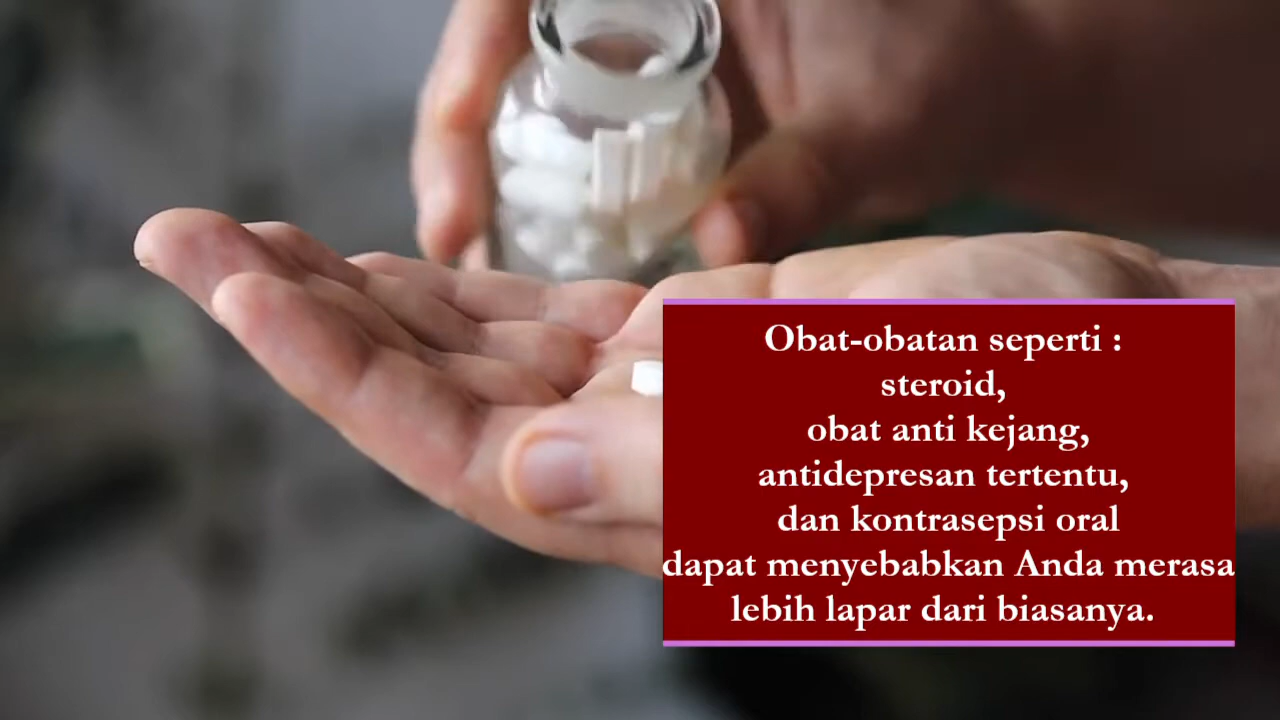 Obat-obatan seperti :
steroid,
obat anti kejang,
antidepresan tertentu,
dan kontrasepsi oral
dapat menyebabkan Anda merasa
lebih lapar dari biasanya.